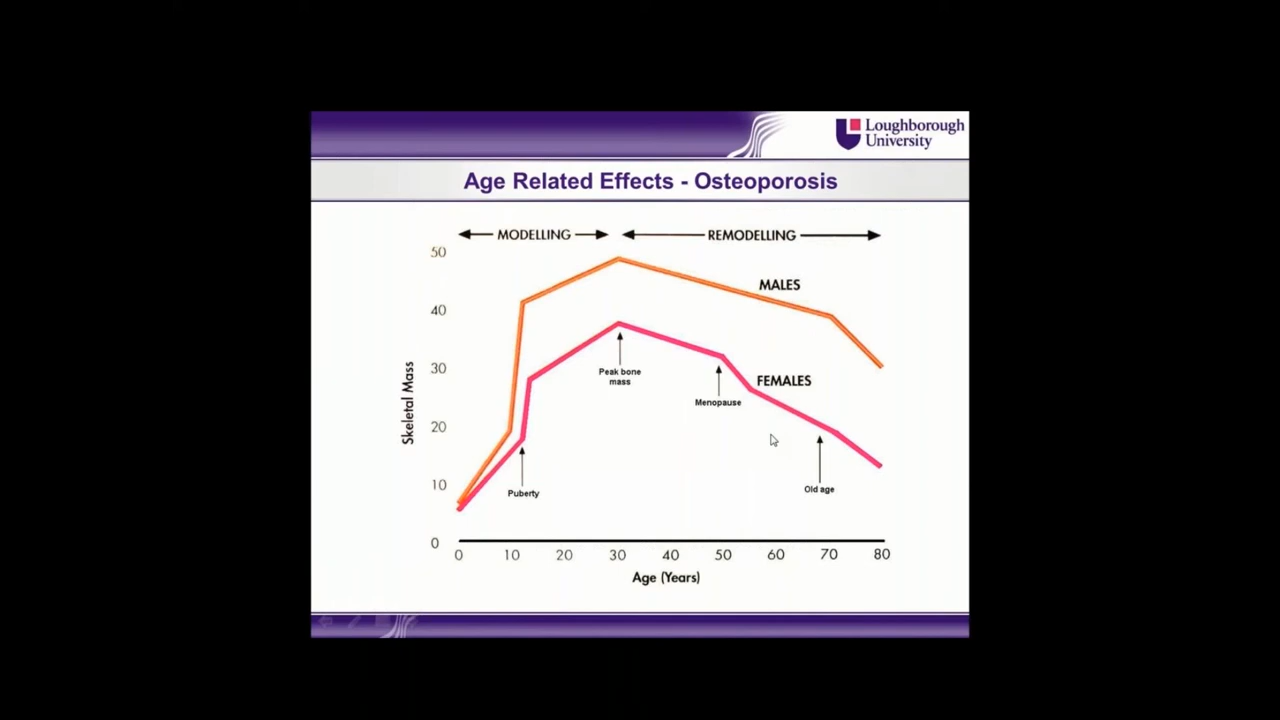 Loughborough
University
Age Related Effects - Osteoporosis
MODELLING
REMODELLING
50
40
30
20
10
0
Skeletal Mass
MALES
FEMALES
Peak bone
mass
Menopause
Puberty
Old age
0 10 20 30 40 50 60 70 80
Age (Years)